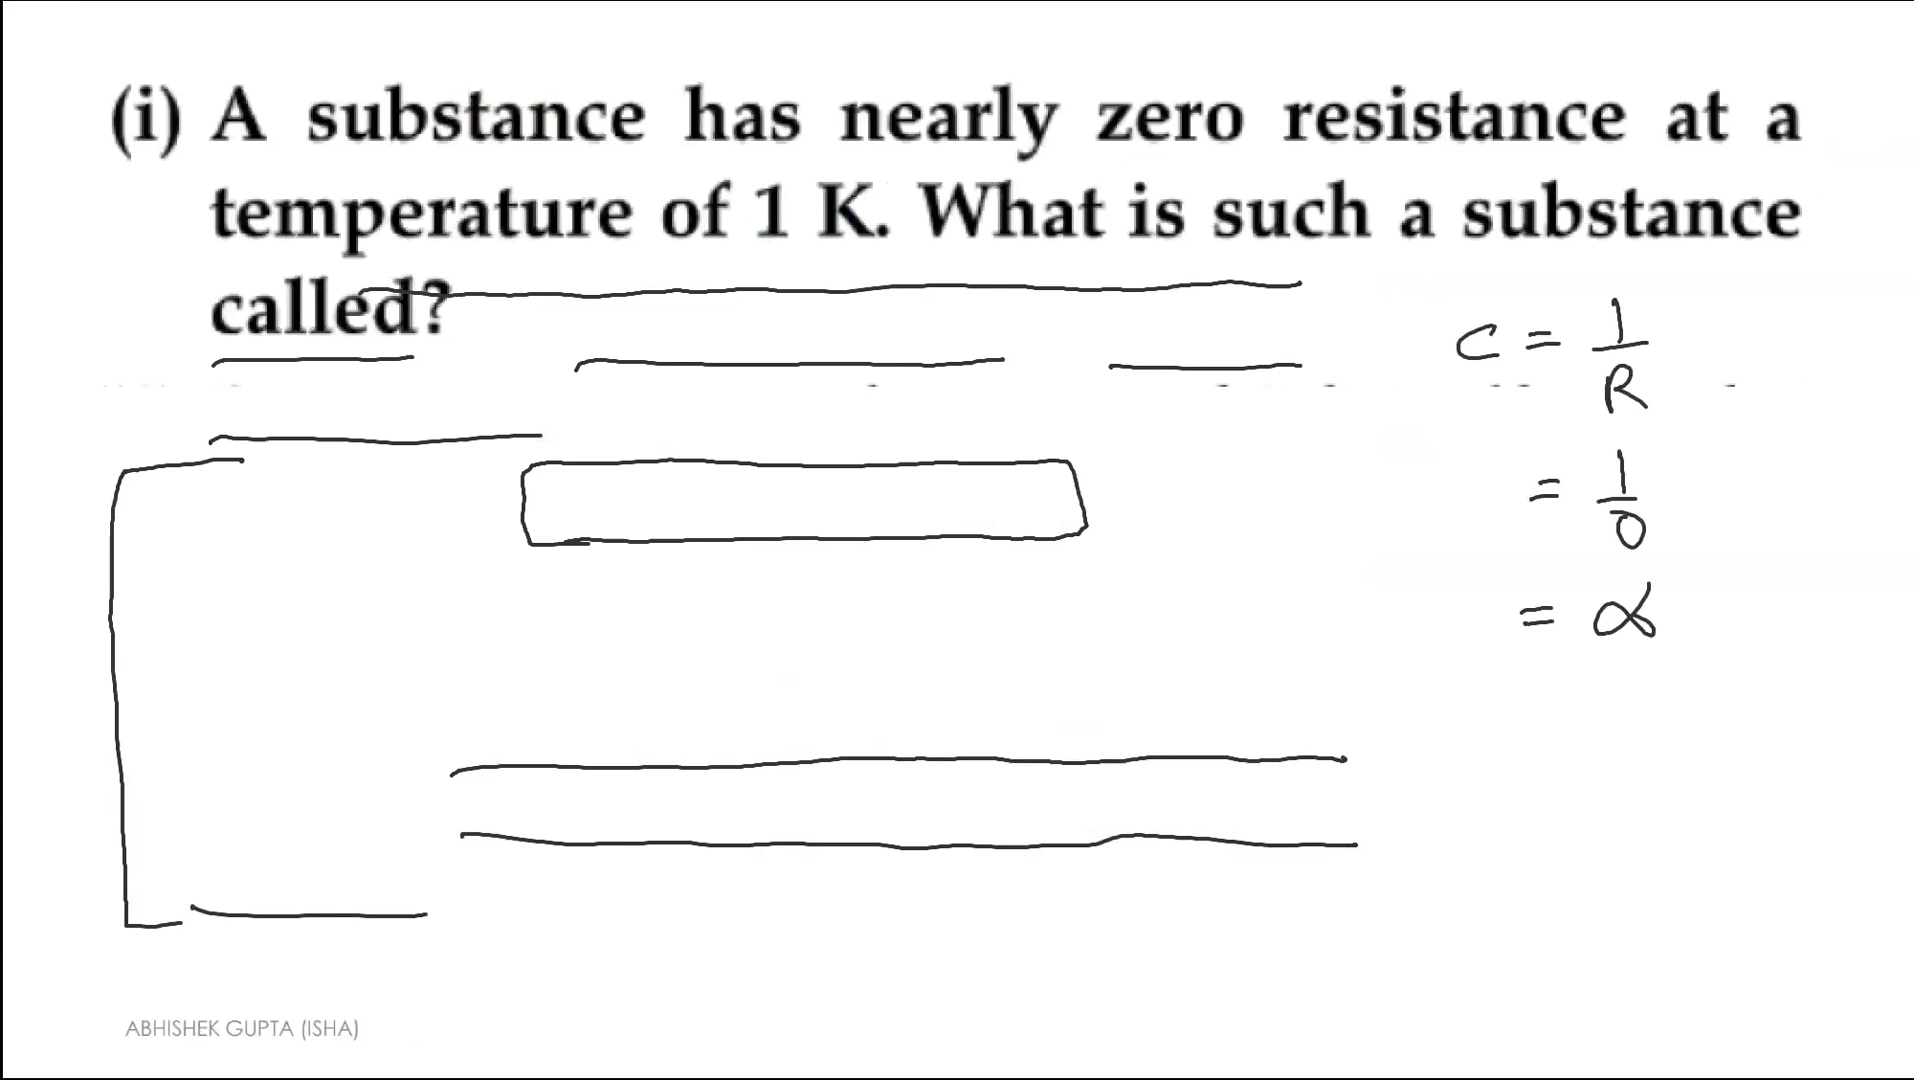 (i) A substance has nearly zero resistance at a
temperature of 1 K. What is such a substance
called?
C = 1/R
= 1/0
= ∝
ABHISHEK GUPTA (ISHA)